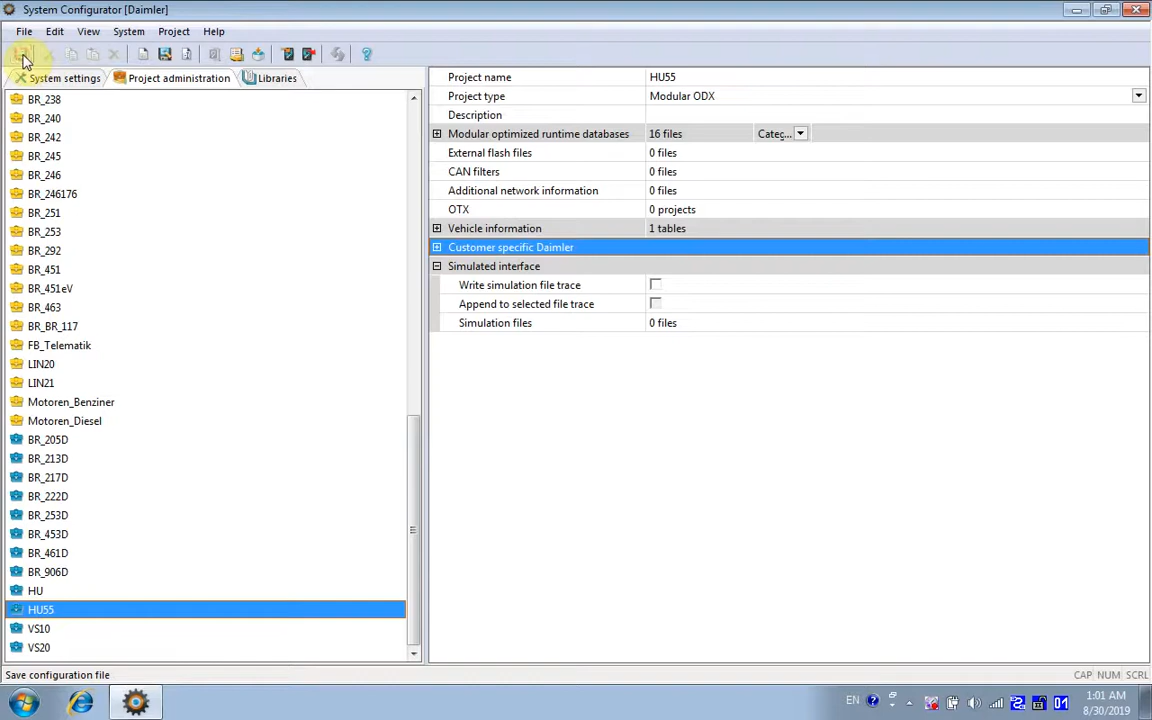 System Configurator [Daimler]
File Edit View System Project Help
System settings Project administration Libraries
BR_238
BR_240
BR_242
BR_245
BR_246
BR_246176
BR_251
BR_253
BR_292
BR_451
BR_451eV
BR_463
BR_BR_117
FB_Telematik
LIN20
LIN21
Motoren_Benziner
Motoren_Diesel
BR_205D
BR_213D
BR_217D
BR_222D
BR_253D
BR_453D
BR_461D
BR_906D
HU
HU55
VS10
VS20
Project name HU55
Project type Modular ODX
Description
Modular optimized runtime databases 16 files Categ...
External flash files 0 files
CAN filters 0 files
Additional network information 0 files
OTX 0 projects
Vehicle information 1 tables
Customer specific Daimler
Simulated interface
Write simulation file trace
Append to selected file trace
Simulation files 0 files
Save configuration file CAP NUM SCRL
EN 1:01 AM
8/30/2019